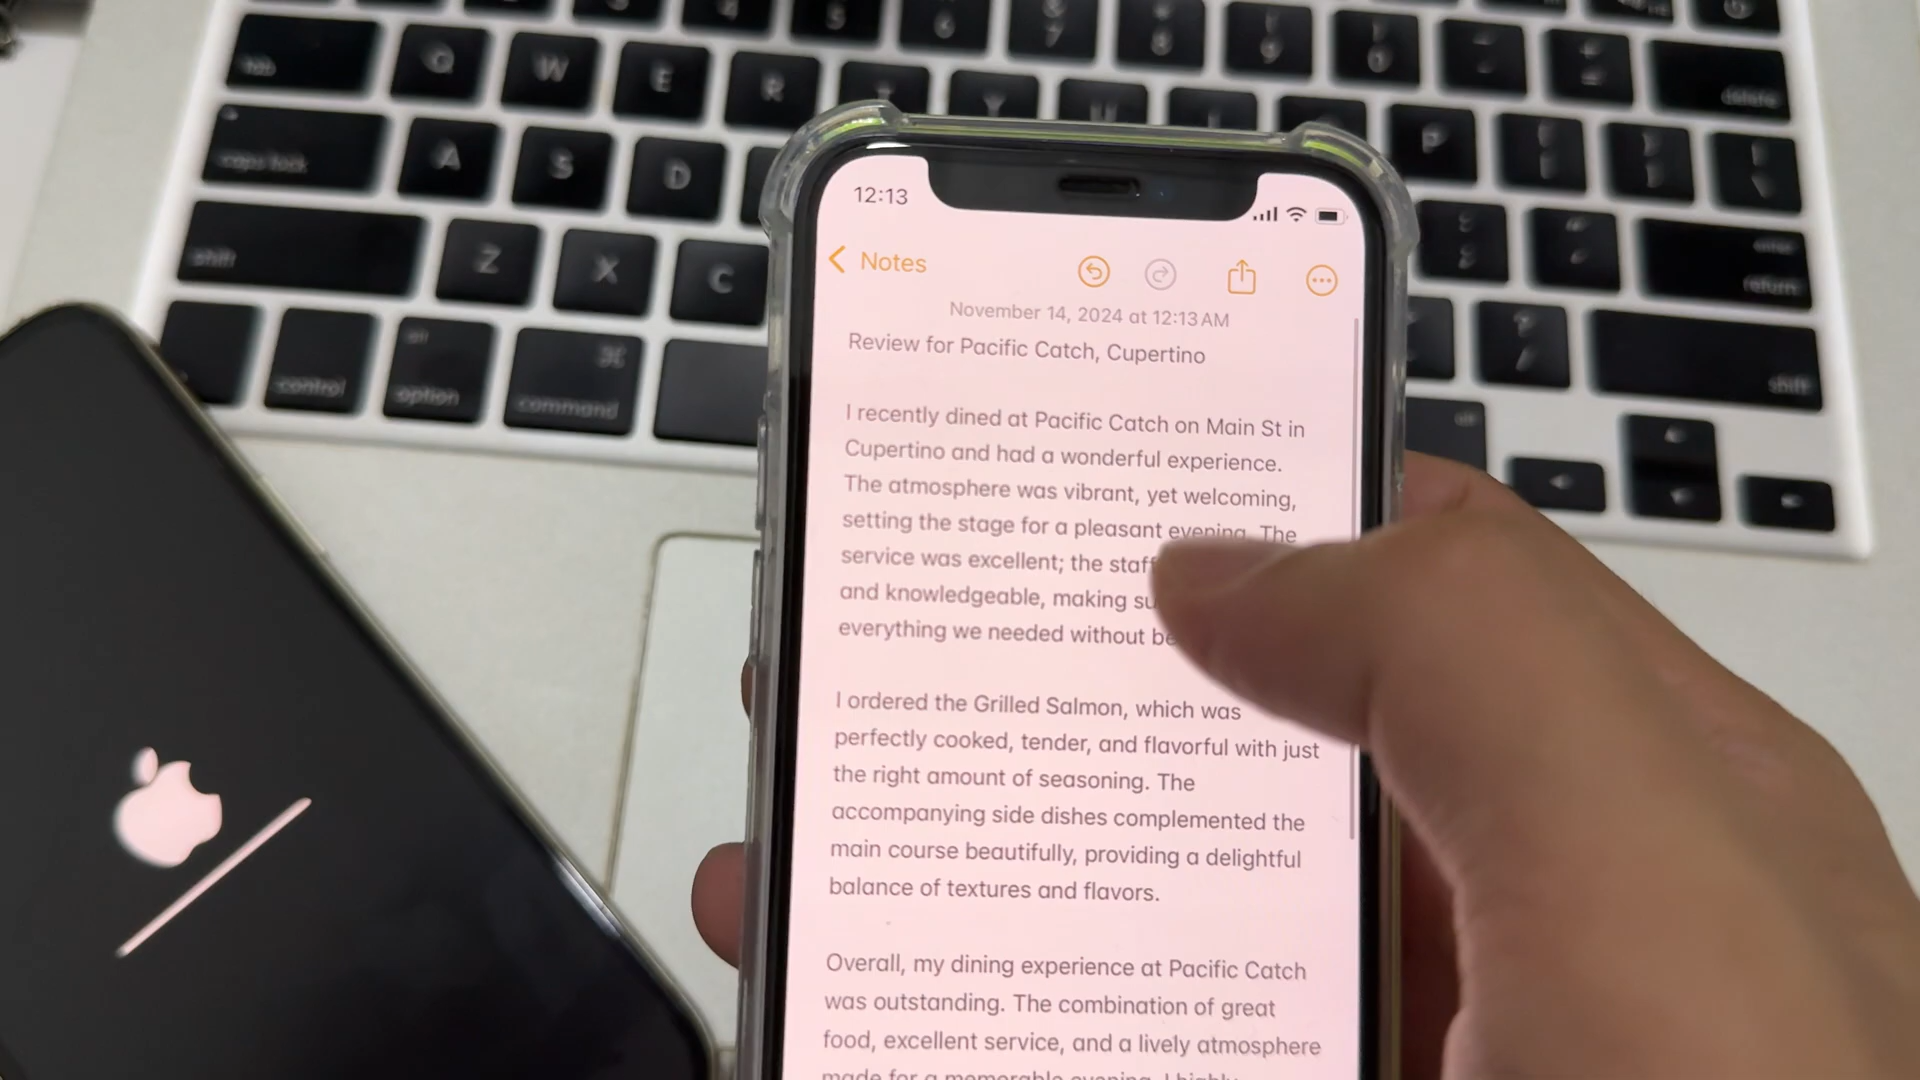 tab
Q
W
E
R
P
delete
caps lock
A
S
D
return
shift
Z
X
C
shift
control
option
command
12:13
Notes
November 14, 2024 at 12:13 AM
Review for Pacific Catch, Cupertino
I recently dined at Pacific Catch on Main St in
Cupertino and had a wonderful experience.
The atmosphere was vibrant, yet welcoming,
setting the stage for a pleasant evening. The
service was excellent; the staff
and knowledgeable, making
everything we needed without
I ordered the Grilled Salmon, which was
perfectly cooked, tender, and flavorful with just
the right amount of seasoning. The
accompanying side dishes complemented the
main course beautifully, providing a delightful
balance of textures and flavors.
Overall, my dining experience at Pacific Catch
was outstanding. The combination of great
food, excellent service, and a lively atmosphere
made for a memorable evening. I highly